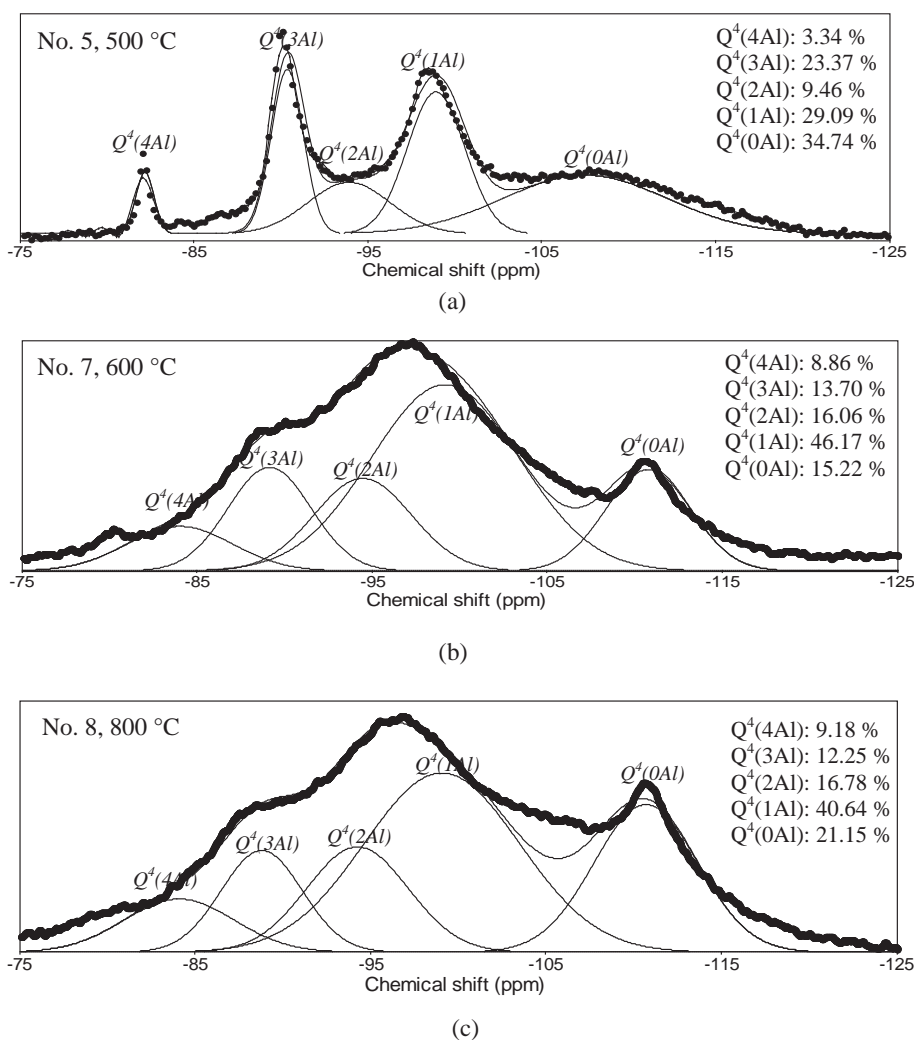 No. 5, 500 °C
Q⁴(3Al)
Q⁴(1Al)
Q⁴(4Al)
Q⁴(2Al)
Q⁴(0Al)
Q⁴(4Al): 3.34 %
Q⁴(3Al): 23.37 %
Q⁴(2Al): 9.46 %
Q⁴(1Al): 29.09 %
Q⁴(0Al): 34.74 %
-75 -85 -95 -105 -115 -125
Chemical shift (ppm)
(a)
No. 7, 600 °C
Q⁴(1Al)
Q⁴(3Al)
Q⁴(2Al)
Q⁴(0Al)
Q⁴(4Al)
Q⁴(4Al): 8.86 %
Q⁴(3Al): 13.70 %
Q⁴(2Al): 16.06 %
Q⁴(1Al): 46.17 %
Q⁴(0Al): 15.22 %
-75 -85 -95 -105 -115 -125
Chemical shift (ppm)
(b)
No. 8, 800 °C
Q⁴(1Al)
Q⁴(0Al)
Q⁴(3Al)
Q⁴(2Al)
Q⁴(4Al)
Q⁴(4Al): 9.18 %
Q⁴(3Al): 12.25 %
Q⁴(2Al): 16.78 %
Q⁴(1Al): 40.64 %
Q⁴(0Al): 21.15 %
-75 -85 -95 -105 -115 -125
Chemical shift (ppm)
(c)